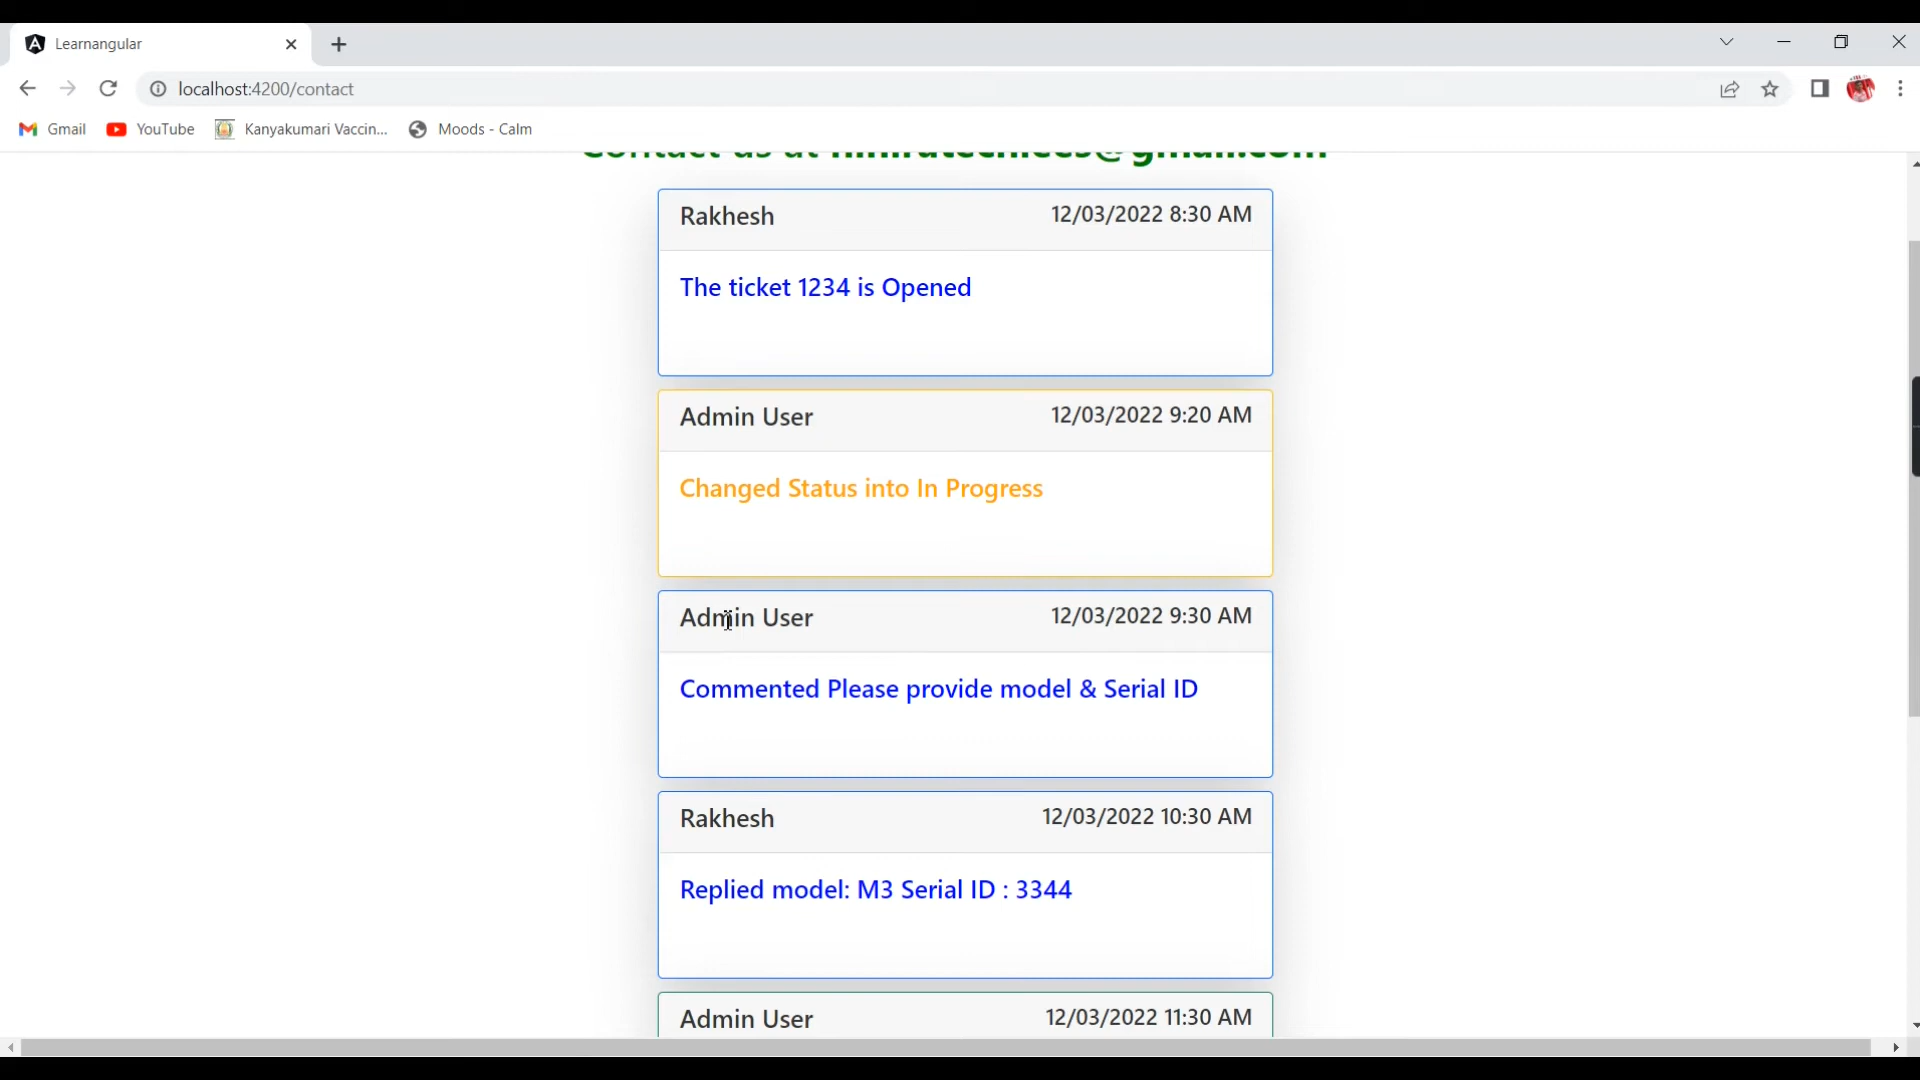 Learnangular
localhost:4200/contact
Gmail
YouTube
Kanyakumari Vaccin...
Moods - Calm
Rakhesh 12/03/2022 8:30 AM
The ticket 1234 is Opened
Admin User 12/03/2022 9:20 AM
Changed Status into In Progress
Admin User 12/03/2022 9:30 AM
Commented Please provide model & Serial ID
Rakhesh 12/03/2022 10:30 AM
Replied model: M3 Serial ID : 3344
Admin User 12/03/2022 11:30 AM